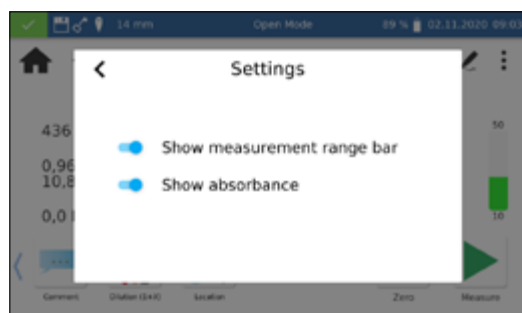 14 mm Open Mode 89 % 02.11.2020 09:03
Settings
436
Show measurement range bar
50
0,96
10,8
Show absorbance
0,0
10
Comment Dilution (1+X) Location Zero Measure